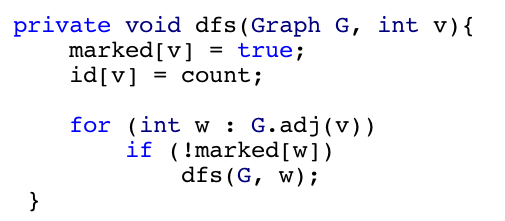 private void dfs(Graph G, int v){
    marked[v] = true;
    id[v] = count;

    for (int w : G.adj(v))
        if (!marked[w])
            dfs(G, w);
 }